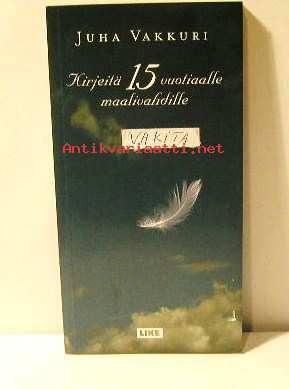 JUHA VAKKURI
Kirjeitä 15 vuotiaalle
maalivahdille
VAKITA
Antikvariaatti.net
LIKE